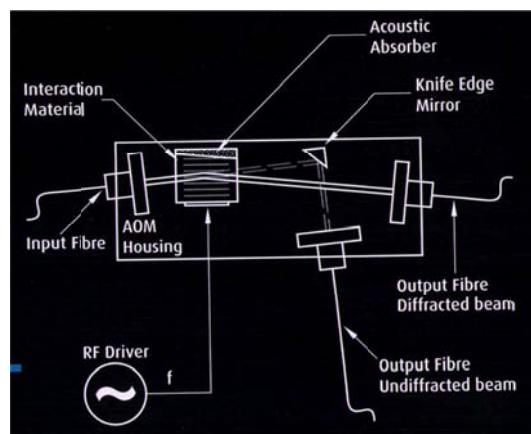 Acoustic
Absorber
Interaction
Material
Knife Edge
Mirror
Input Fibre
AOM
Housing
Output Fibre
Diffracted beam
RF Driver
f
Output Fibre
Undiffracted beam